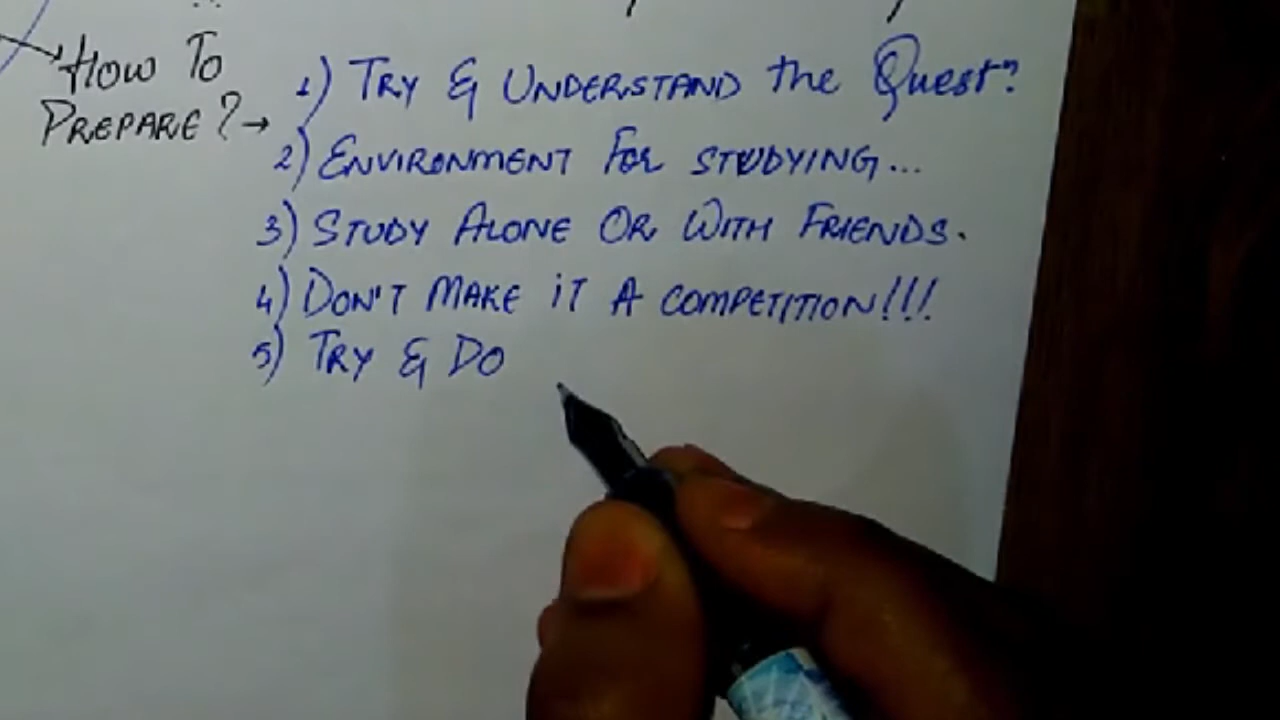 How To
PREPARE? →
1) TRY & UNDERSTAND the Quest?
2) ENVIRONMENT For STUDYING...
3) STUDY ALONE OR WITH FRIENDS.
4) DON'T MAKE iT A COMPETITION!!!
5) TRY & DO